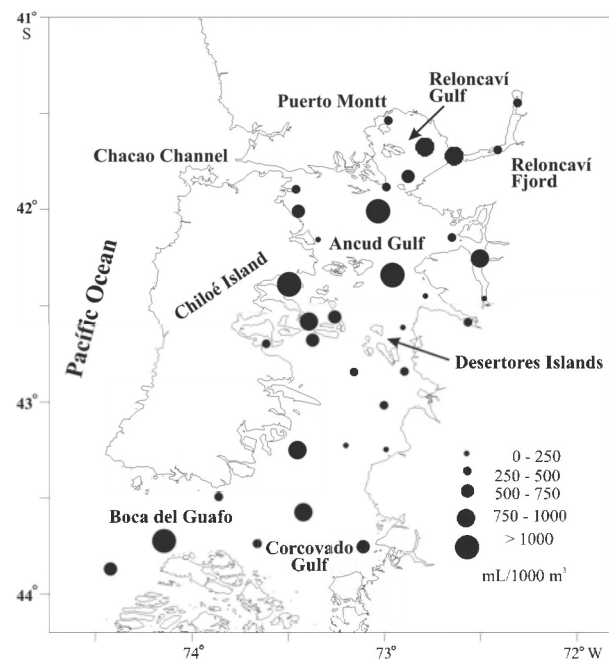 41°
S
Reloncaví
Gulf
Puerto Montt
Chacao Channel
Reloncaví
Fjord
42°
Ancud Gulf
Chiloé Island
Pacífic Ocean
Desertores Islands
43°
0 - 250
250 - 500
500 - 750
750 - 1000
> 1000
mL/1000 m³
Boca del Guafo
Corcovado
Gulf
44°
74°
73°
72° W